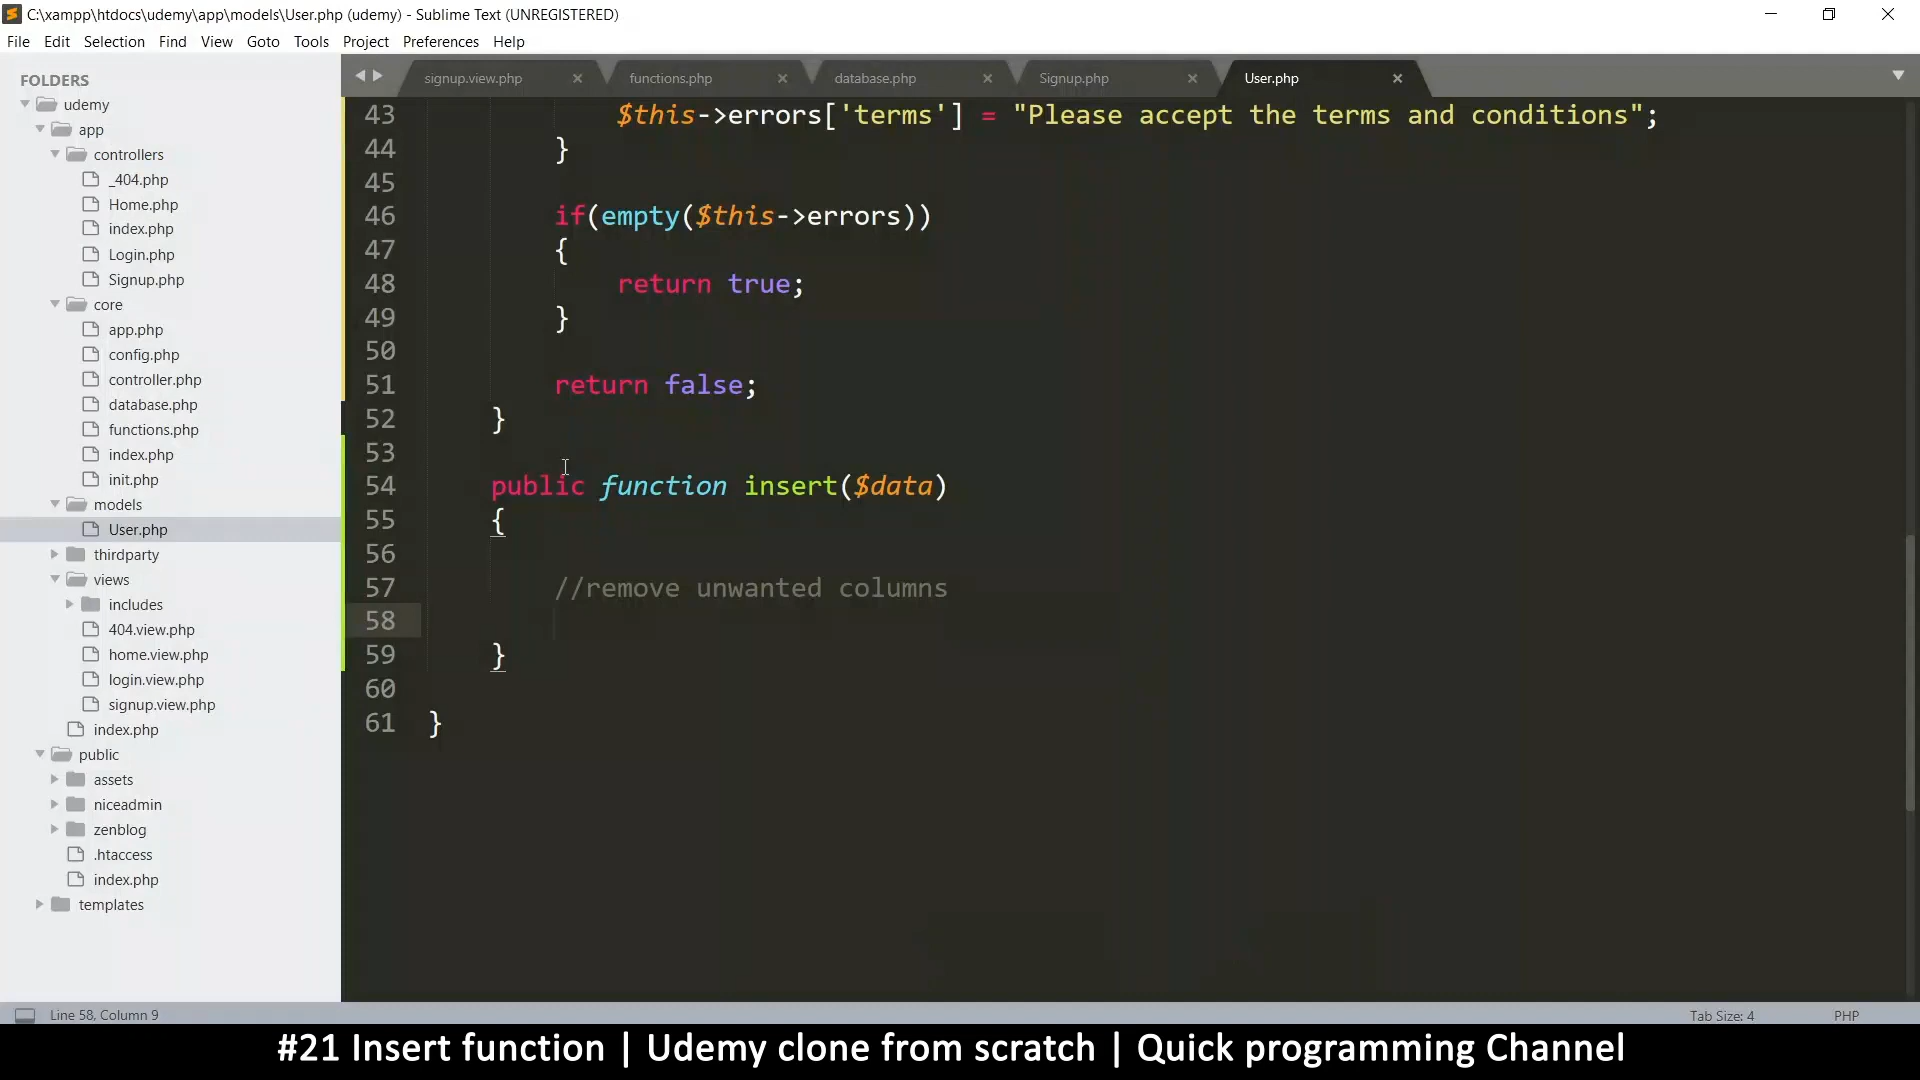 C:\xampp\htdocs\udemy\app\models\User.php (udemy) - Sublime Text (UNREGISTERED)
File Edit Selection Find View Goto Tools Project Preferences Help
FOLDERS
udemy
app
controllers
_404.php
Home.php
index.php
Login.php
Signup.php
core
app.php
config.php
controller.php
database.php
functions.php
index.php
init.php
models
User.php
thirdparty
views
includes
404.view.php
home.view.php
login.view.php
signup.view.php
index.php
public
assets
niceadmin
zenblog
.htaccess
index.php
templates
signup.view.php functions.php database.php Signup.php User.php
43 $this->errors['terms'] = "Please accept the terms and conditions";
44 }
45
46 if(empty($this->errors))
47 {
48 return true;
49 }
50
51 return false;
52 }
53
54 public function insert($data)
55 {
56
57 //remove unwanted columns
58
59 }
60
61 }
Line 58, Column 9 Tab Size: 4 PHP
#21 Insert function | Udemy clone from scratch | Quick programming Channel